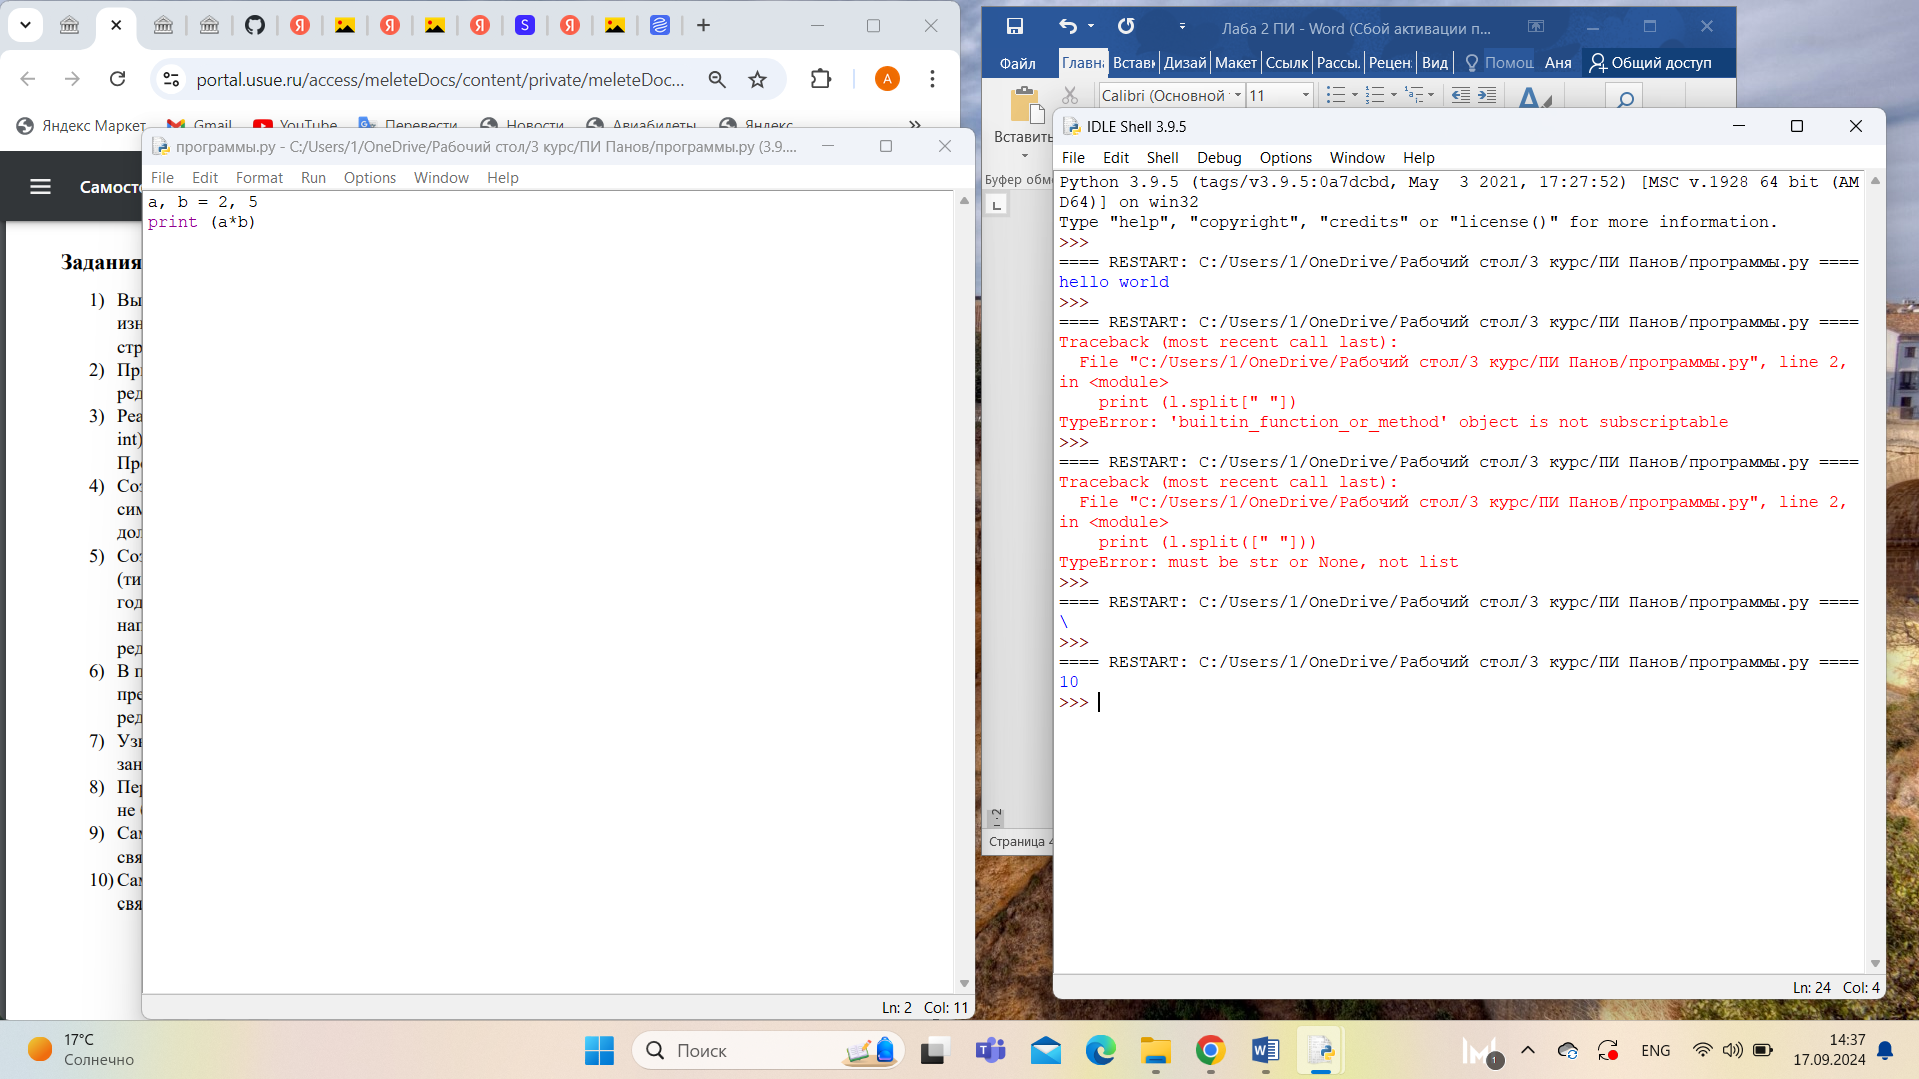 portal.usue.ru/access/meleteDocs/content/private/meleteDoc...
Яндекс Маркет
Gmail
YouTube
Перевести
Новости
Авиабилеты
Яндекс
Самост
Задания
1) Вы
изн
стр
2) При
ред
3) Реа
int)
Про
4) Соз
сим
дол
5) Соз
(ти
год
нап
ред
6) В п
пре
ред
7) Узн
зан
8) Пер
не
9) Сам
свя
10) Сам
свя
программы.py - C:/Users/1/OneDrive/Рабочий стол/3 курс/ПИ Панов/программы.py (3.9....
File Edit Format Run Options Window Help
a, b = 2, 5
print (a*b)
Ln: 2 Col: 11
Лаба 2 ПИ - Word (Сбой активации п...
Файл Главна Встави Дизай Макет Ссылк Рассы. Рецен Вид Помощ Аня Общий доступ
Вставить
Calibri (Основной 11
Буфер обм
Страница 4
IDLE Shell 3.9.5
File Edit Shell Debug Options Window Help
Python 3.9.5 (tags/v3.9.5:0a7dcbd, May 3 2021, 17:27:52) [MSC v.1928 64 bit (AM
D64)] on win32
Type "help", "copyright", "credits" or "license()" for more information.
>>>
==== RESTART: C:/Users/1/OneDrive/Рабочий стол/3 курс/ПИ Панов/программы.py ====
hello world
>>>
==== RESTART: C:/Users/1/OneDrive/Рабочий стол/3 курс/ПИ Панов/программы.py ====
Traceback (most recent call last):
File "C:/Users/1/OneDrive/Рабочий стол/3 курс/ПИ Панов/программы.py", line 2,
in <module>
print (l.split[" "])
TypeError: 'builtin_function_or_method' object is not subscriptable
>>>
==== RESTART: C:/Users/1/OneDrive/Рабочий стол/3 курс/ПИ Панов/программы.py ====
Traceback (most recent call last):
File "C:/Users/1/OneDrive/Рабочий стол/3 курс/ПИ Панов/программы.py", line 2,
in <module>
print (l.split([" "]))
TypeError: must be str or None, not list
>>>
==== RESTART: C:/Users/1/OneDrive/Рабочий стол/3 курс/ПИ Панов/программы.py ====
\
>>>
==== RESTART: C:/Users/1/OneDrive/Рабочий стол/3 курс/ПИ Панов/программы.py ====
10
>>>
Ln: 24 Col: 4
17°C
Солнечно
Поиск
ENG
14:37
17.09.2024